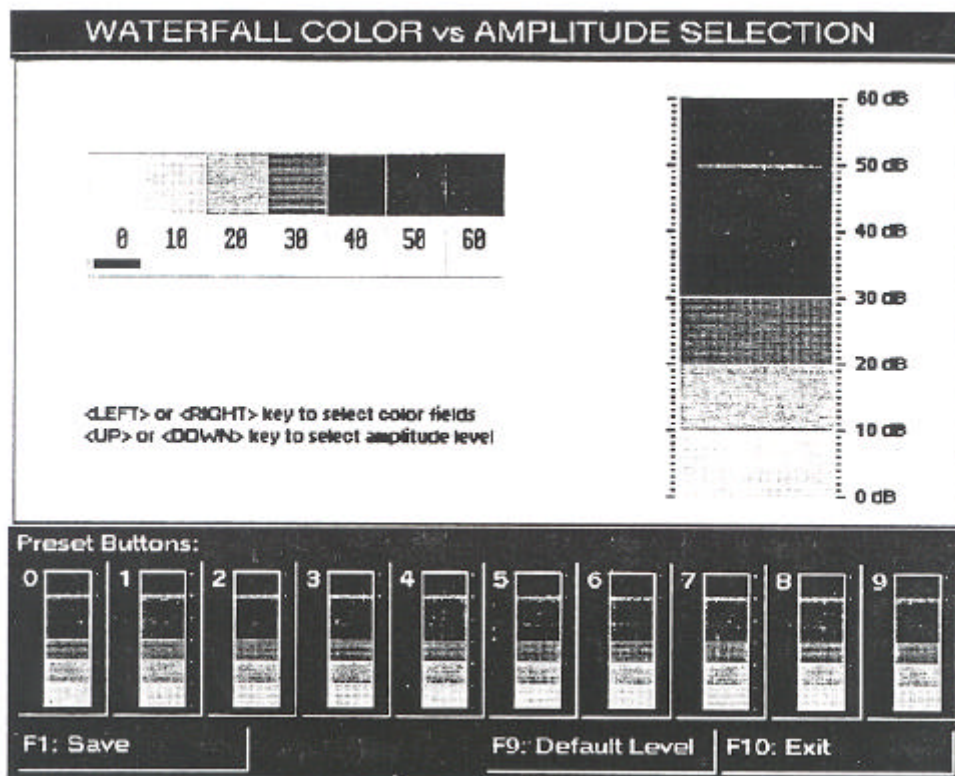 WATERFALL COLOR vs AMPLITUDE SELECTION
0 10 20 30 40 50 60
60 dB
50 dB
40 dB
30 dB
20 dB
10 dB
0 dB
<LEFT> or <RIGHT> key to select color fields
<UP> or <DOWN> key to select amplitude level
Preset Buttons:
0 1 2 3 4 5 6 7 8 9
F1: Save
F9: Default Level
F10: Exit